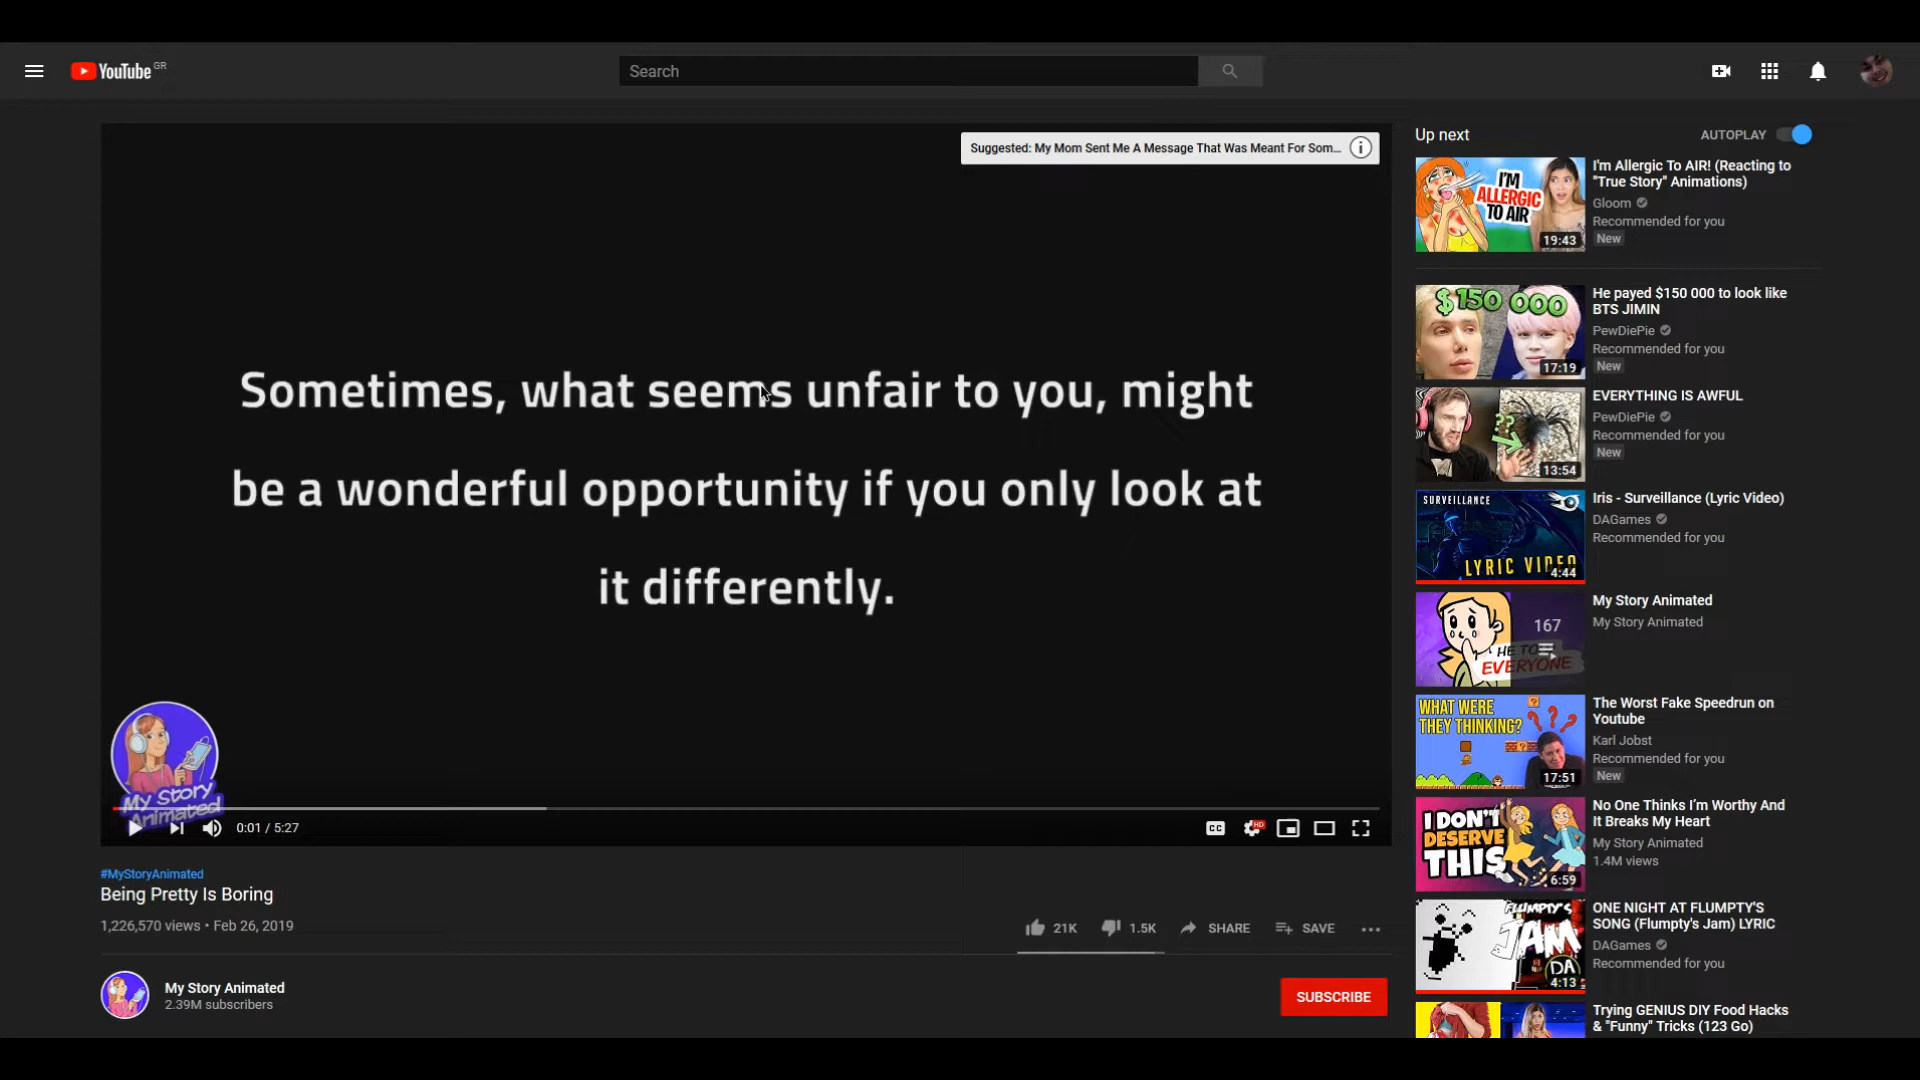 YouTube GR
Search
Suggested: My Mom Sent Me A Message That Was Meant For Som...
Sometimes, what seems unfair to you, might
be a wonderful opportunity if you only look at
it differently.
My Story
Animated
0:01 / 5:27
CC
HD
#MyStoryAnimated
Being Pretty Is Boring
1,226,570 views • Feb 26, 2019
21K
1.5K
SHARE
SAVE
My Story Animated
2.39M subscribers
SUBSCRIBE
Up next
AUTOPLAY
I'M
ALLERGIC
TO AIR
19:43
I'm Allergic To AIR! (Reacting to
"True Story" Animations)
Gloom
Recommended for you
New
$150 000
17:19
He payed $150 000 to look like
BTS JIMIN
PewDiePie
Recommended for you
New
??
13:54
EVERYTHING IS AWFUL
PewDiePie
Recommended for you
New
SURVEILLANCE
LYRIC VIDEO
4:44
Iris - Surveillance (Lyric Video)
DAGames
Recommended for you
167
HE TO
EVERYONE
My Story Animated
My Story Animated
WHAT WERE
THEY THINKING?
17:51
The Worst Fake Speedrun on
Youtube
Karl Jobst
Recommended for you
New
I DON'T
DESERVE
THIS
6:59
No One Thinks I'm Worthy And
It Breaks My Heart
My Story Animated
1.4M views
FLUMPTY'S
JAM
DA
4:13
ONE NIGHT AT FLUMPTY'S
SONG (Flumpty's Jam) LYRIC
DAGames
Recommended for you
Trying GENIUS DIY Food Hacks
& "Funny" Tricks (123 Go)